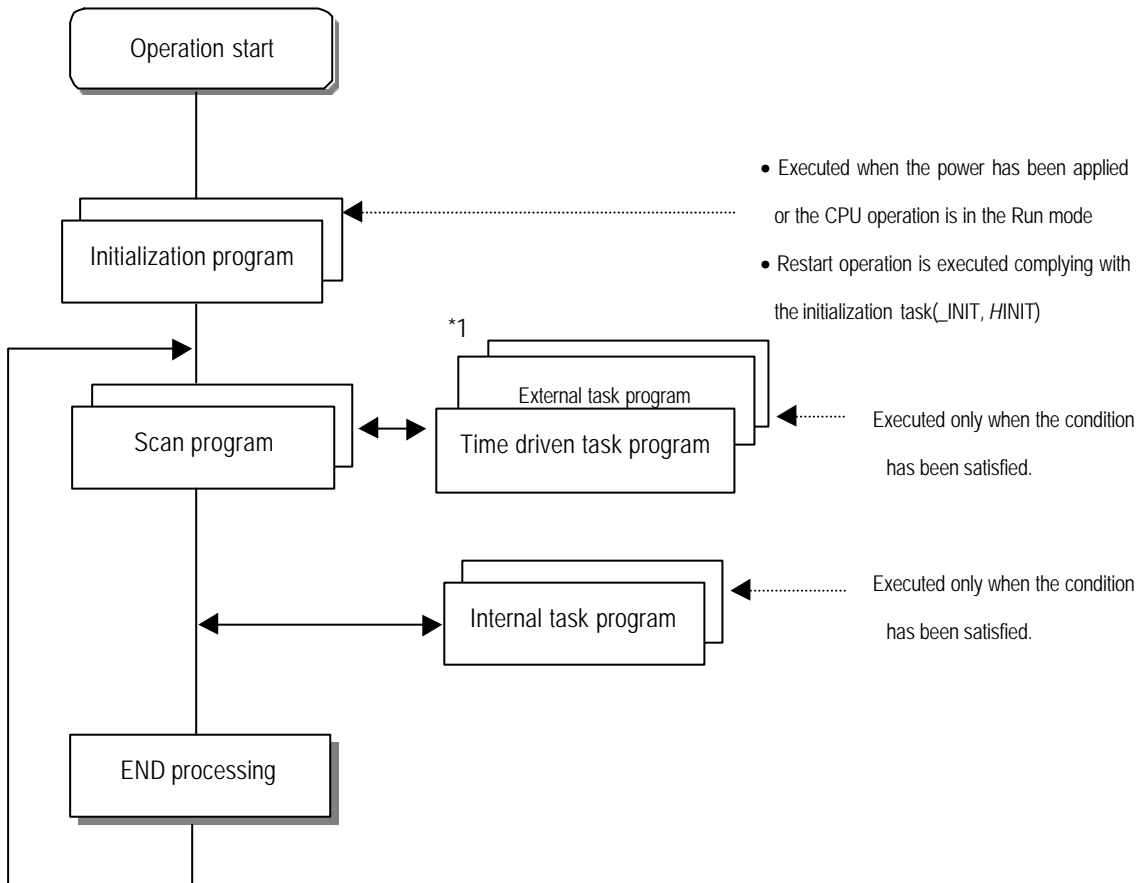 Operation start
• Executed when the power has been applied
or the CPU operation is in the Run mode
Initialization program
• Restart operation is executed complying with
the initialization task(_INIT, HINIT)
*1
External task program
Executed only when the condition
has been satisfied.
Scan program
Time driven task program
Executed only when the condition
has been satisfied.
Internal task program
END processing